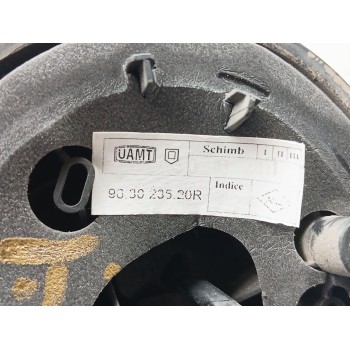 UAMT Schimb I II III
90.30.235.20R Indice